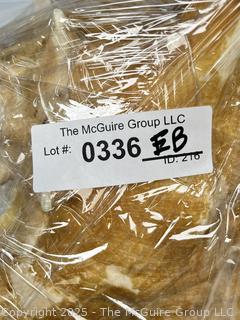 The McGuire Group LLC
Lot #: 0336 EB
ID: 216
Copyright 2025 - The McGuire Group LLC